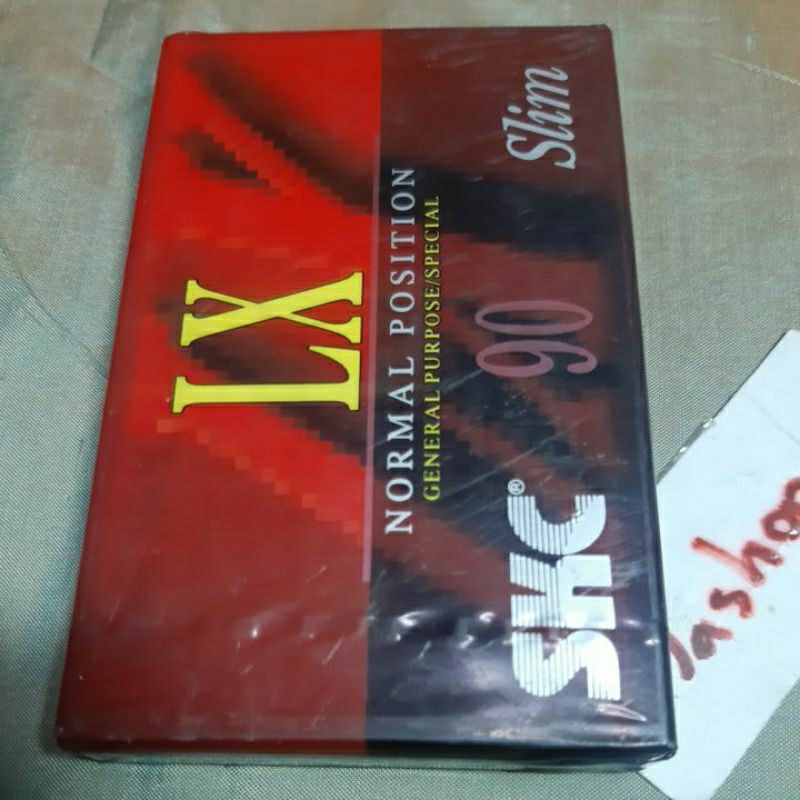 LX
NORMAL POSITION
GENERAL PURPOSE/SPECIAL
SKC® 90 Slim